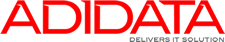 ADIDATA
DELIVERS IT SOLUTION